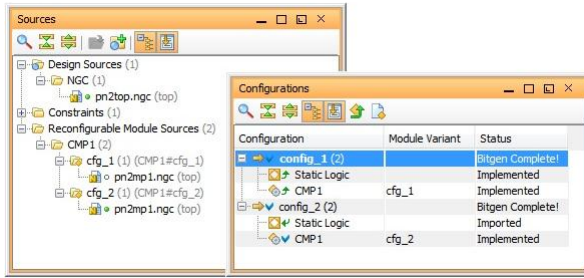 Sources
Design Sources (1)
NGC (1)
pn2top.ngc (top)
Constraints (1)
Reconfigurable Module Sources (2)
CMP1 (2)
cfg_1 (1) (CMP1#cfg_1)
pn2mp1.ngc (top)
cfg_2 (1) (CMP1#cfg_2)
pn2mp1.ngc (top)
Configurations
Configuration Module Variant Status
config_1 (2) Bitgen Complete!
Static Logic Implemented
CMP1 cfg_1 Implemented
config_2 (2) Bitgen Complete!
Static Logic Imported
CMP1 cfg_2 Implemented